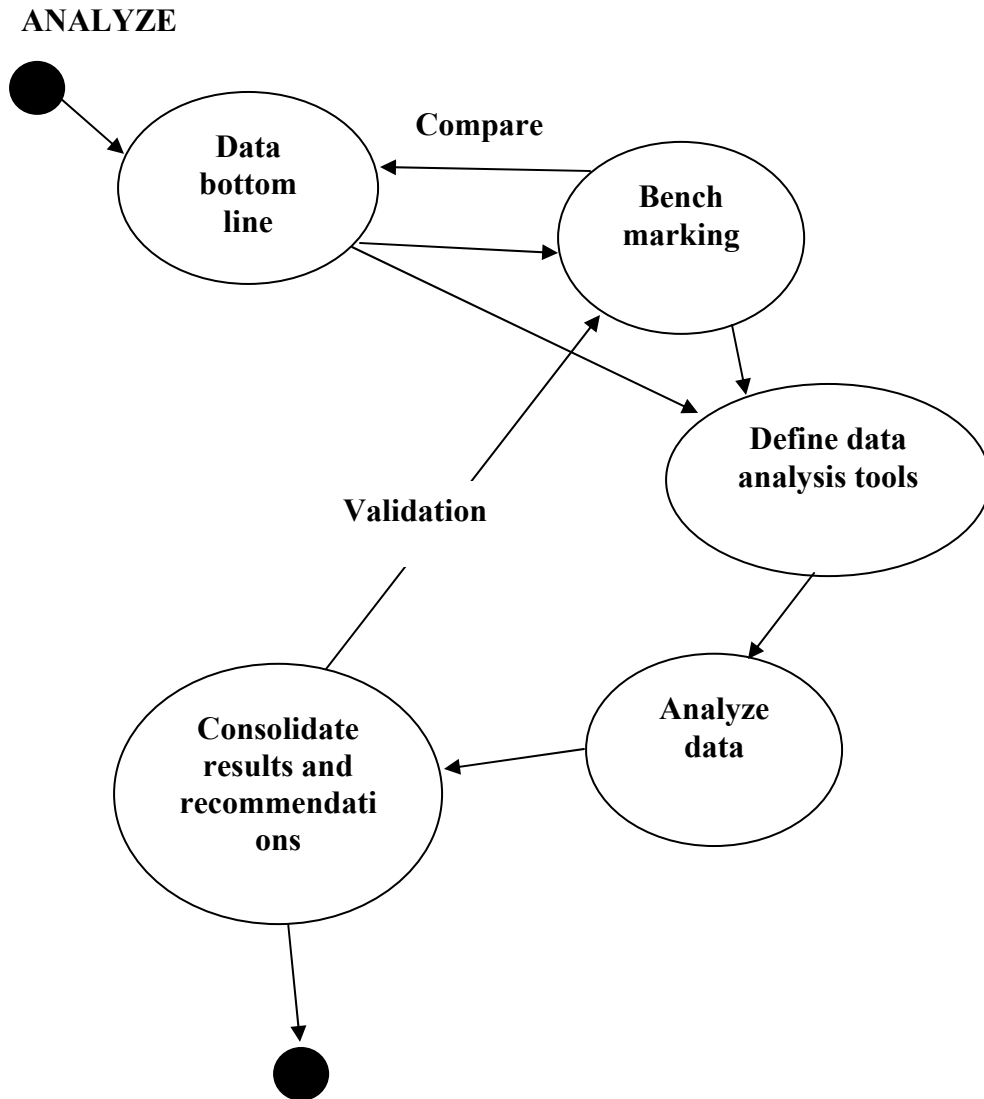 ANALYZE
Compare
Data
bottom
line
Bench
marking
Define data
analysis tools
Validation
Analyze
data
Consolidate
results and
recommendati
ons